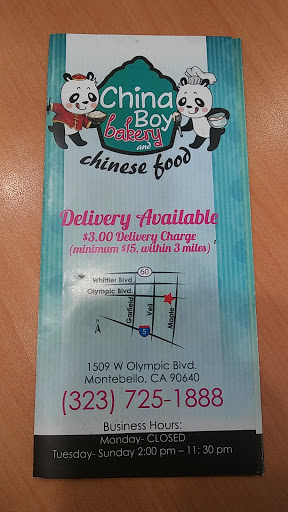 China
Boy
bakery
and
chinese food
Delivery Available
$3.00 Delivery Charge
(minimum $15, within 3 miles)
60
Whittier Blvd.
Olympic Blvd.
Garfield
Vail
Maple
N
5
1509 W Olympic Blvd.
Montebello, CA 90640
(323) 725-1888
Business Hours:
Monday- CLOSED
Tuesday- Sunday 2:00 pm – 11: 30 pm